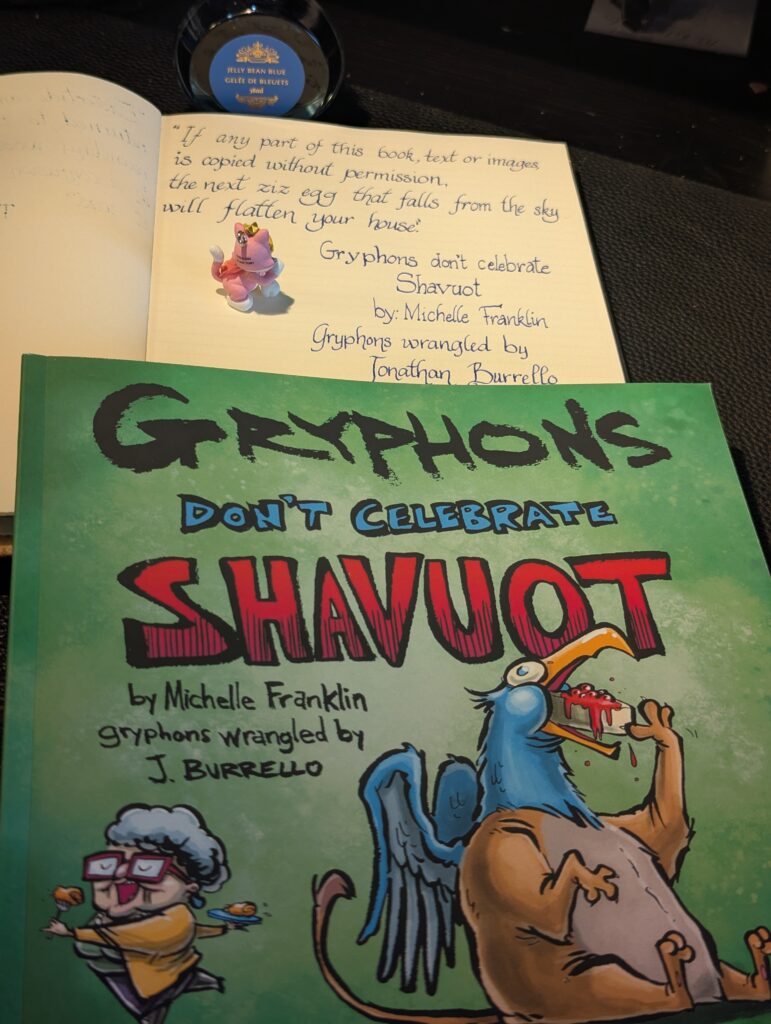 JELLY BEAN BLUE
GELÉE DE BLEUETS
38ml
"If any part of this book, text or images,
is copied without permission,
the next ziz egg that falls from the sky
will flatten your house."
Gryphons don't celebrate
Shavuot
by: Michelle Franklin
Gryphons wrangled by
Jonathan Burrello
GRYPHONS
DON'T CELEBRATE
SHAVUOT
by Michelle Franklin
gryphons wrangled by
J. BURRELLO